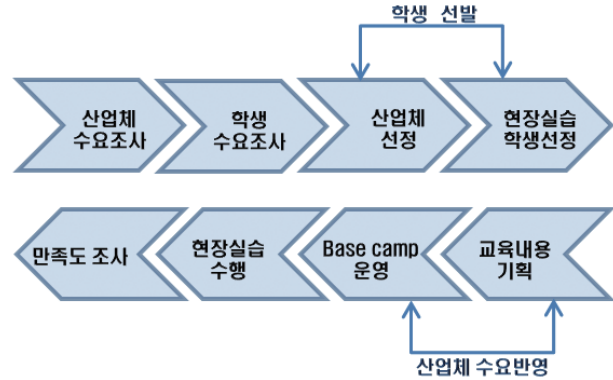 학생 선발
산업체
수요조사
학생
수요조사
산업체
선정
현장실습
학생선정
만족도 조사
현장실습
수행
Base camp
운영
교육내용
기획
산업체 수요반영